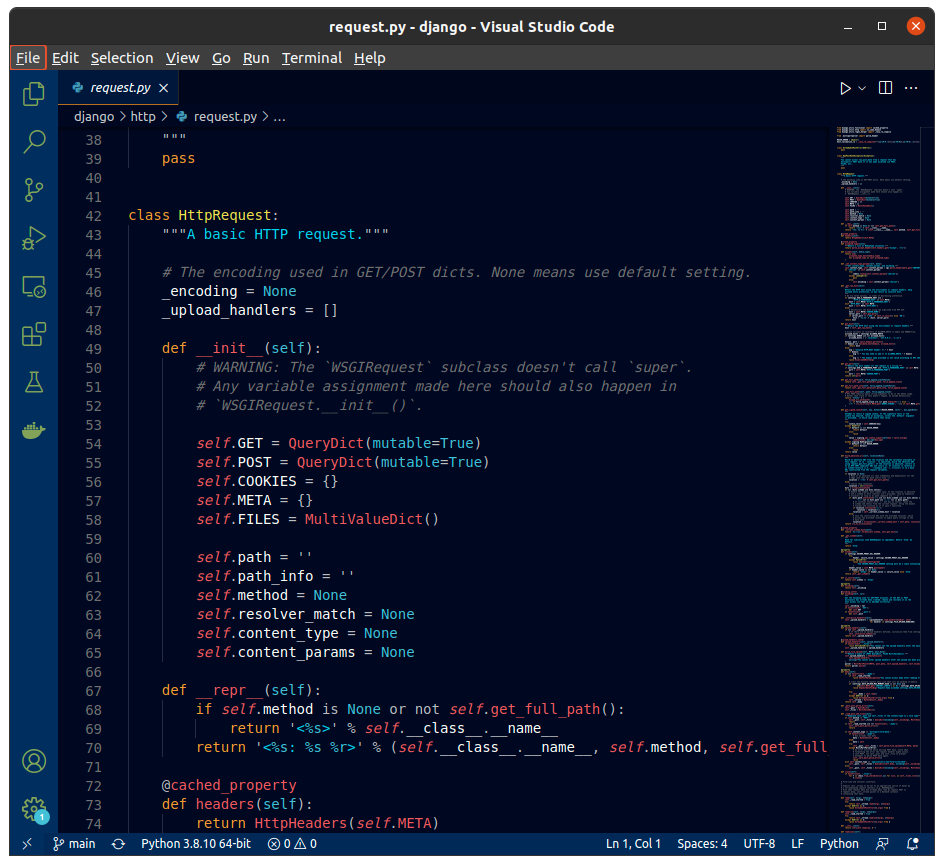 request.py - django - Visual Studio Code
File Edit Selection View Go Run Terminal Help
request.py
django > http > request.py > ...
38 """
39 pass
40
41
42 class HttpRequest:
43 """A basic HTTP request."""
44
45 # The encoding used in GET/POST dicts. None means use default setting.
46 _encoding = None
47 _upload_handlers = []
48
49 def __init__(self):
50 # WARNING: The `WSGIRequest` subclass doesn't call `super`.
51 # Any variable assignment made here should also happen in
52 # `WSGIRequest.__init__()`.
53
54 self.GET = QueryDict(mutable=True)
55 self.POST = QueryDict(mutable=True)
56 self.COOKIES = {}
57 self.META = {}
58 self.FILES = MultiValueDict()
59
60 self.path = ''
61 self.path_info = ''
62 self.method = None
63 self.resolver_match = None
64 self.content_type = None
65 self.content_params = None
66
67 def __repr__(self):
68 if self.method is None or not self.get_full_path():
69 return '<%s>' % self.__class__.__name__
70 return '<%s: %s %r>' % (self.__class__.__name__, self.method, self.get_full
71
72 @cached_property
73 def headers(self):
74 return HttpHeaders(self.META)
1
main Python 3.8.10 64-bit 0 0 Ln 1, Col 1 Spaces: 4 UTF-8 LF Python